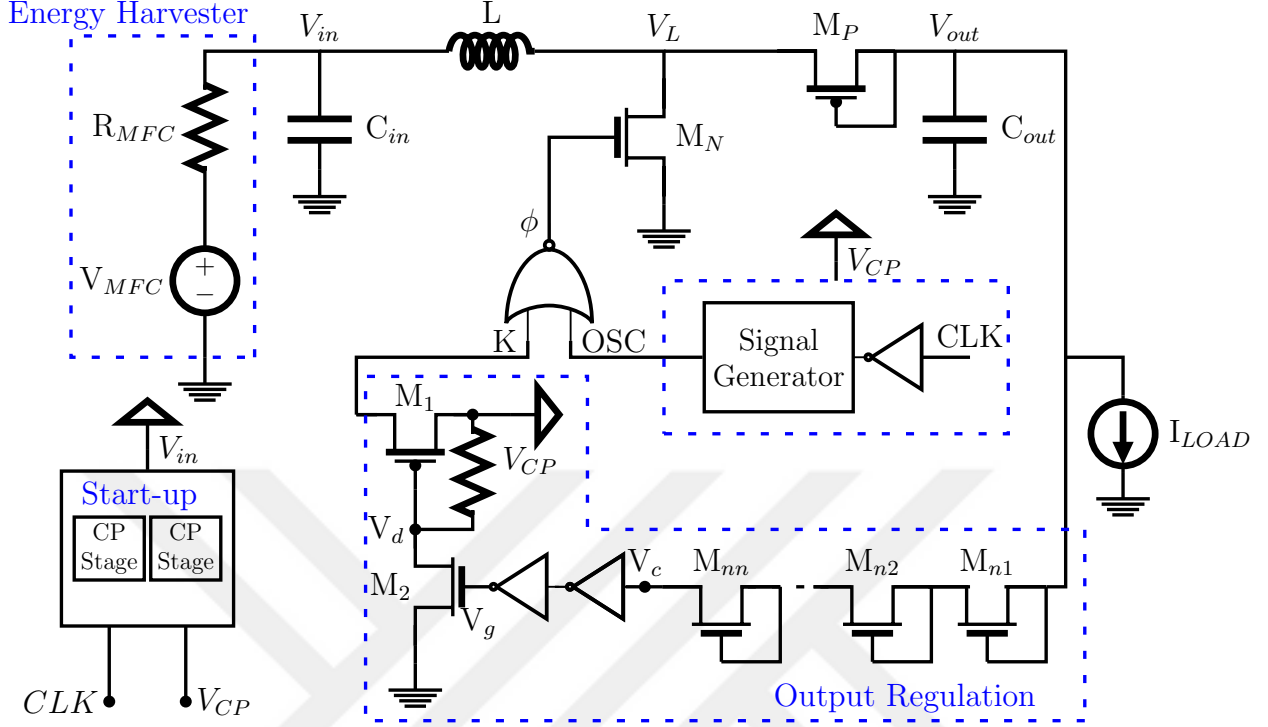 Energy Harvester
V_in
L
V_L
M_P
V_out
R_MFC
C_in
M_N
C_out
ϕ
V_MFC
+
−
V_CP
K
OSC
Signal
Generator
CLK
M_1
V_CP
I_LOAD
V_in
Start-up
CP
Stage
CP
Stage
V_d
M_2
V_g
V_c
M_nn
M_n2
M_n1
CLK
V_CP
Output Regulation